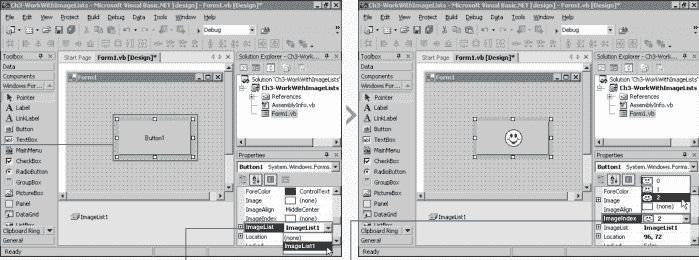 Ch3-WorkWithImageLists - Microsoft Visual Basic.NET [design] - Form1.vb [Design]*
File Edit View Project Build Debug Data Format Tools Window Help
Debug
Toolbox
Data
Components
Windows For...
Pointer
Label
LinkLabel
Button
TextBox
MainMenu
CheckBox
RadioButton
GroupBox
PictureBox
Panel
DataGrid
Clipboard Ring
General
Ready
Start Page Form1.vb [Design]*
Form1
Button1
ImageList1
Solution Explorer - Ch3-Work...
Solution 'Ch3-WorkWithImageLists'
Ch3-WorkWithImageLists
References
AssemblyInfo.vb
Form1.vb
Properties
Button1 System.Windows.Forms.
ForeColor ControlText
Image (none)
ImageAlign MiddleCenter
ImageIndex (none)
ImageList ImageList1
Location (none)
ImageList1
Ch3-WorkWithImageLists - Microsoft Visual Basic.NET [design] - Form1.vb [Design]*
File Edit View Project Build Debug Data Format Tools Window Help
Debug
Toolbox
Data
Components
Windows For...
Pointer
Label
LinkLabel
Button
TextBox
MainMenu
CheckBox
RadioButton
GroupBox
PictureBox
Panel
DataGrid
Clipboard Ring
General
Ready
Start Page Form1.vb [Design]*
Form1
ImageList1
Solution Explorer - Ch3-Work...
Solution 'Ch3-WorkWithImageLists'
Ch3-WorkWithImageLists
References
AssemblyInfo.vb
Form1.vb
Properties
Button1 System.Windows.Forms.
0
ForeColor 1
Image 2
ImageAlign (none)
ImageIndex 2
ImageList ImageList1
Location 96, 72